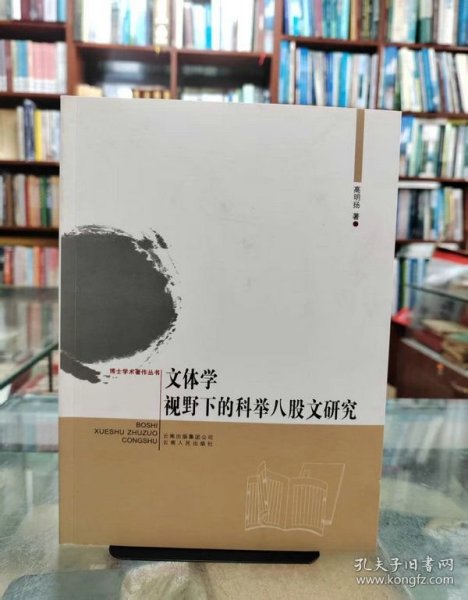 高明扬 著
博士学术著作丛书
文体学
视野下的科举八股文研究
BOSHI
XUESHU ZHUZUO
CONGSHU
云南出版集团公司
云南人民出版社
孔夫子旧书网
www.kongfz.com